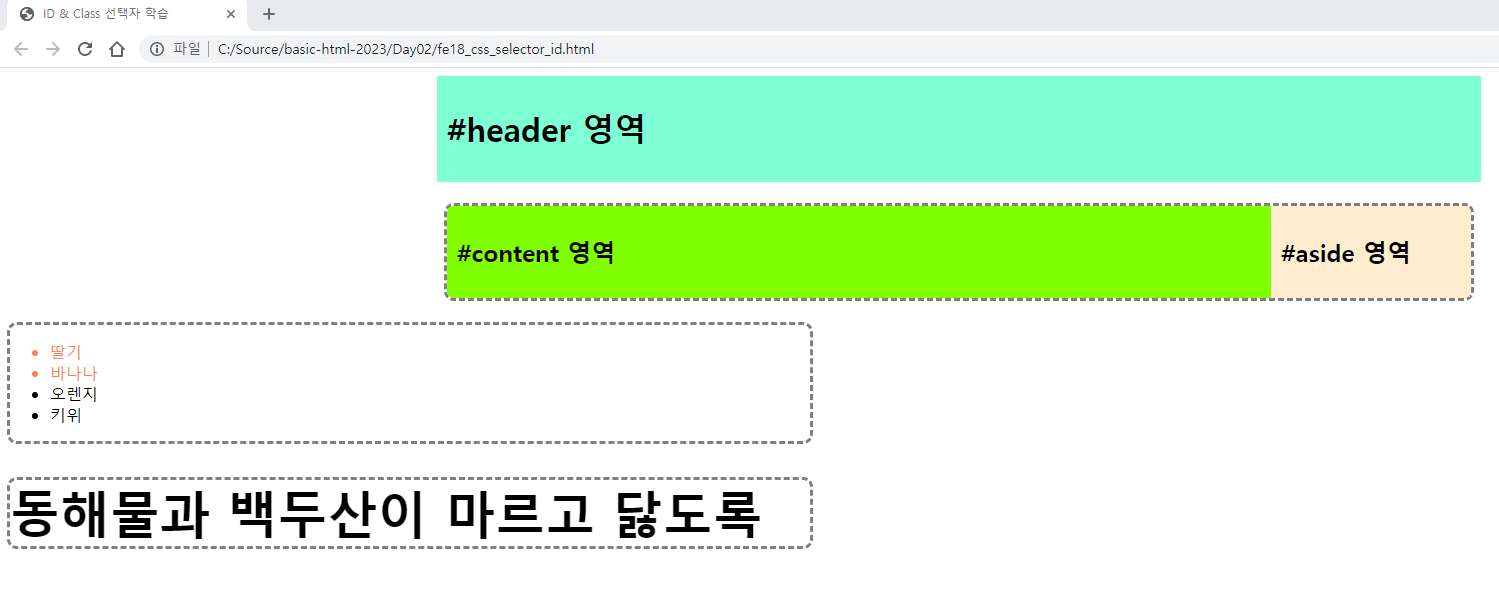 ID & Class 선택자 학습
파일 | C:/Source/basic-html-2023/Day02/fe18_css_selector_id.html
#header 영역
#content 영역 #aside 영역
딸기
바나나
오렌지
키위
동해물과 백두산이 마르고 닳도록